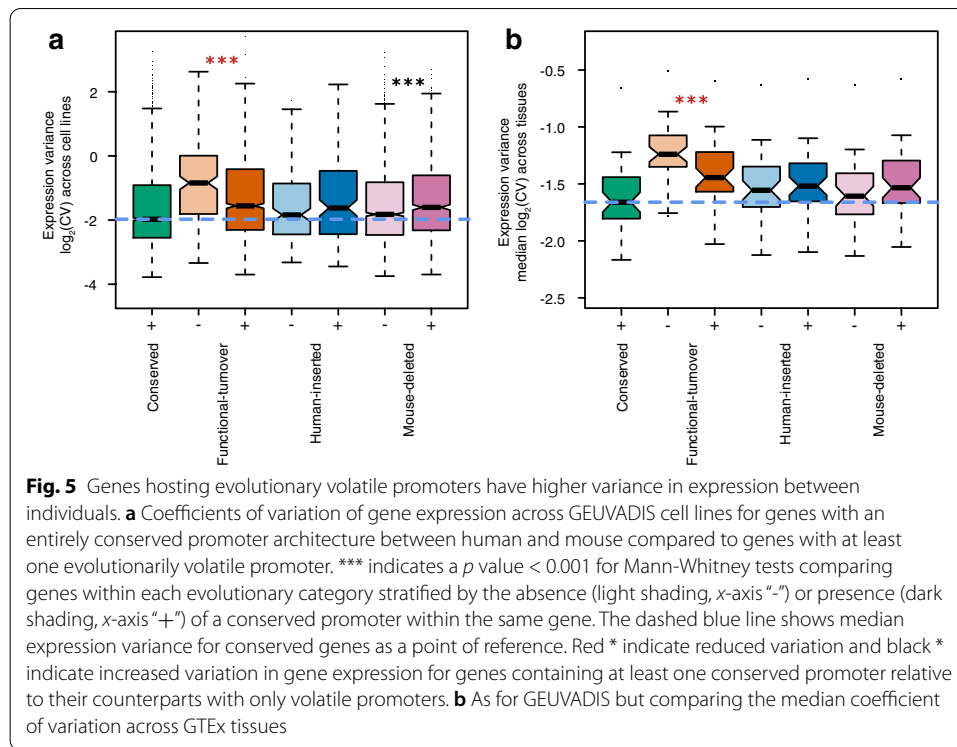 a
***
***
Expression variance
log2(CV) across cell lines
2
0
-2
-4
+
-
+
-
+
-
+
Conserved
Functional-turnover
Human-inserted
Mouse-deleted
b
***
Expression variance
median log2(CV) across tissues
-0.5
-1.0
-1.5
-2.0
-2.5
+
-
+
-
+
-
+
Conserved
Functional-turnover
Human-inserted
Mouse-deleted
Fig. 5 Genes hosting evolutionary volatile promoters have higher variance in expression between
individuals. a Coefficients of variation of gene expression across GEUVADIS cell lines for genes with an
entirely conserved promoter architecture between human and mouse compared to genes with at least
one evolutionarily volatile promoter. *** indicates a p value < 0.001 for Mann-Whitney tests comparing
genes within each evolutionary category stratified by the absence (light shading, x-axis “-”) or presence (dark
shading, x-axis “+”) of a conserved promoter within the same gene. The dashed blue line shows median
expression variance for conserved genes as a point of reference. Red * indicate reduced variation and black *
indicate increased variation in gene expression for genes containing at least one conserved promoter relative
to their counterparts with only volatile promoters. b As for GEUVADIS but comparing the median coefficient
of variation across GTEx tissues